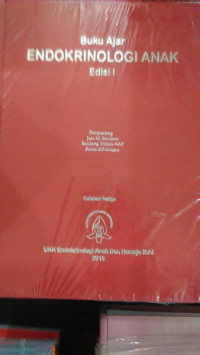 Buku Ajar
ENDOKRINOLOGI ANAK
Edisi I
Penyunting
Jose RL Batubara
Bambang Tridjaja AAP
Aman B. Pulungan
Cetakan Ketiga
UKK Endokrinologi Anak Dan Remaja IDAI